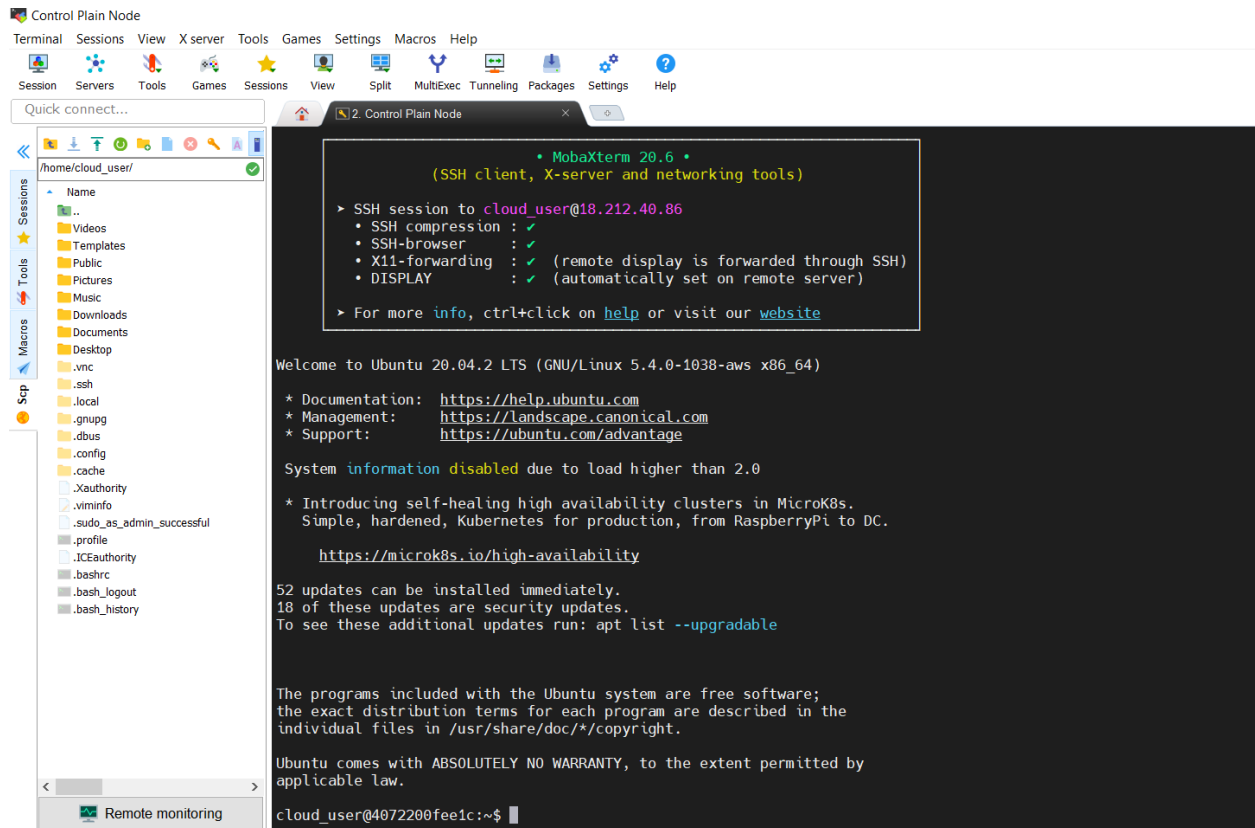 Control Plain Node
Terminal Sessions View X server Tools Games Settings Macros Help
Session Servers Tools Games Sessions View Split MultiExec Tunneling Packages Settings Help
Quick connect...
2. Control Plain Node
/home/cloud_user/
Name
..
Videos
Templates
Public
Pictures
Music
Downloads
Documents
Desktop
.vnc
.ssh
.local
.gnupg
.dbus
.config
.cache
.Xauthority
.viminfo
.sudo_as_admin_successful
.profile
.ICEauthority
.bashrc
.bash_logout
.bash_history
Sessions
Tools
Macros
Scp
Remote monitoring
• MobaXterm 20.6 •
(SSH client, X-server and networking tools)
➤ SSH session to cloud_user@18.212.40.86
• SSH compression : ✔
• SSH-browser : ✔
• X11-forwarding : ✔ (remote display is forwarded through SSH)
• DISPLAY : ✔ (automatically set on remote server)
➤ For more info, ctrl+click on help or visit our website
Welcome to Ubuntu 20.04.2 LTS (GNU/Linux 5.4.0-1038-aws x86_64)
* Documentation: https://help.ubuntu.com
* Management: https://landscape.canonical.com
* Support: https://ubuntu.com/advantage
System information disabled due to load higher than 2.0
* Introducing self-healing high availability clusters in MicroK8s.
Simple, hardened, Kubernetes for production, from RaspberryPi to DC.
https://microk8s.io/high-availability
52 updates can be installed immediately.
18 of these updates are security updates.
To see these additional updates run: apt list --upgradable
The programs included with the Ubuntu system are free software;
the exact distribution terms for each program are described in the
individual files in /usr/share/doc/*/copyright.
Ubuntu comes with ABSOLUTELY NO WARRANTY, to the extent permitted by
applicable law.
cloud_user@4072200fee1c:~$